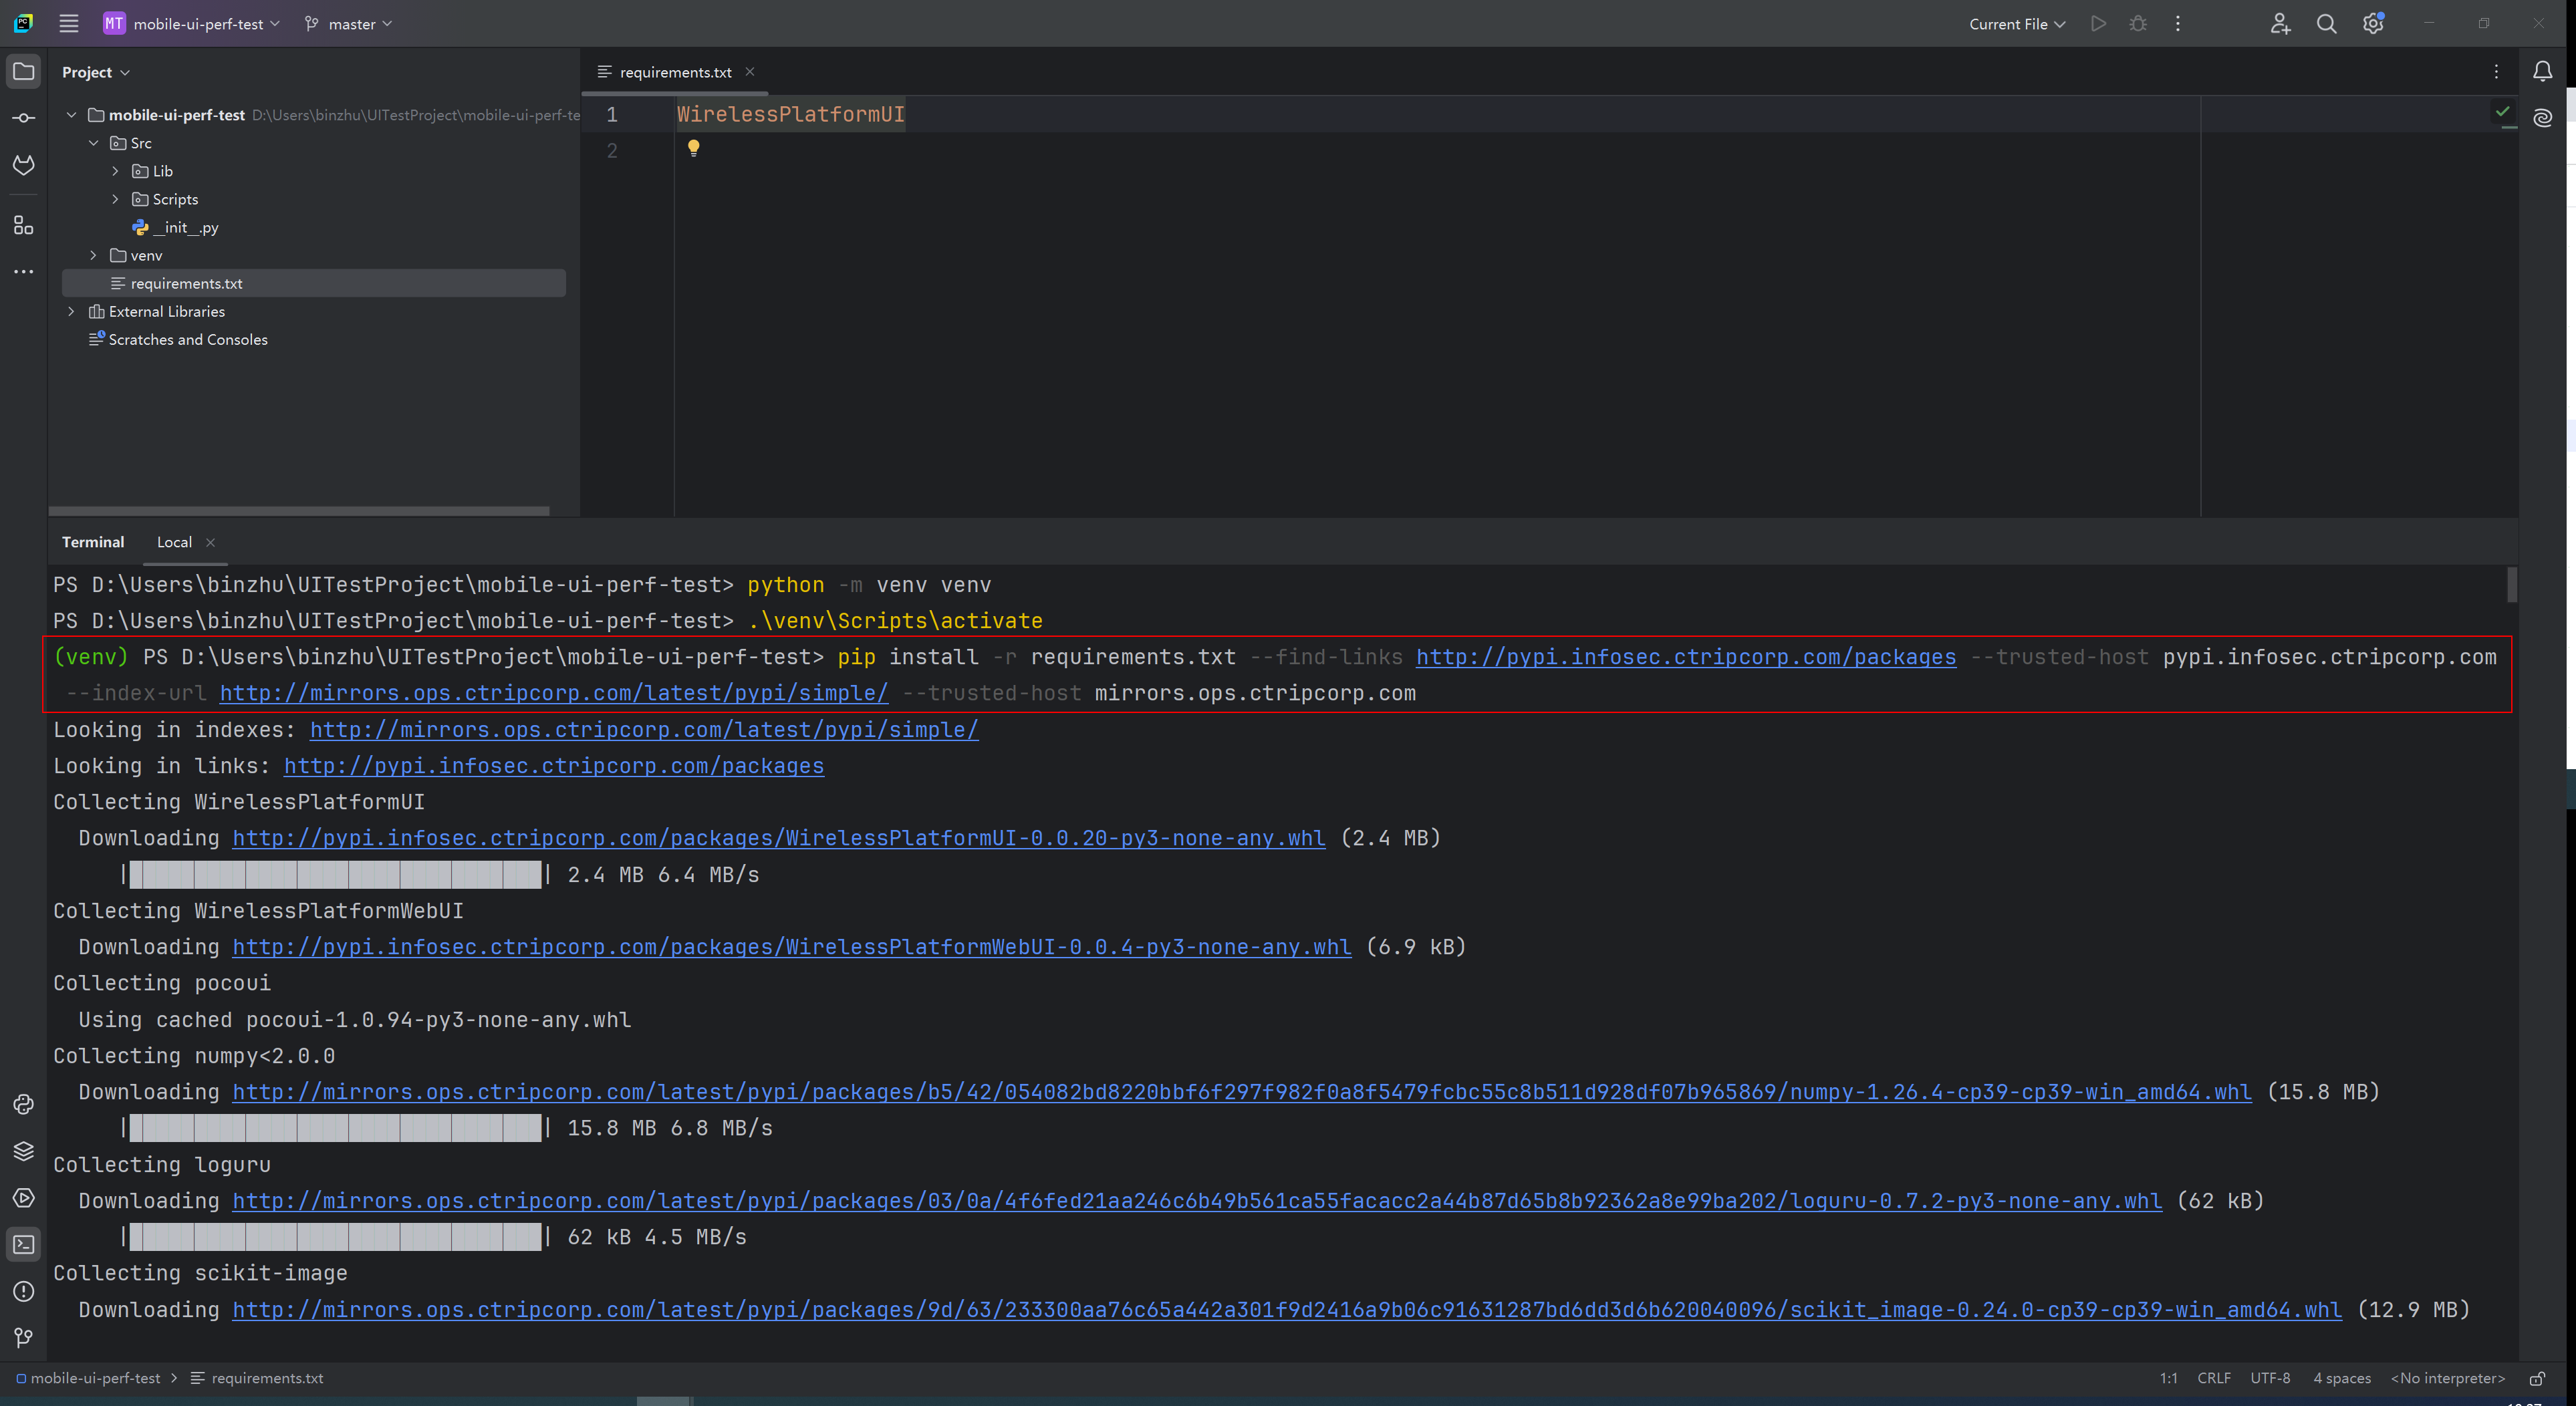 MT mobile-ui-perf-test master Current File
Project
requirements.txt
mobile-ui-perf-test D:\Users\binzhu\UITestProject\mobile-ui-perf-te
Src
Lib
Scripts
__init__.py
venv
requirements.txt
External Libraries
Scratches and Consoles
1 WirelessPlatformUI
2
Terminal Local
PS D:\Users\binzhu\UITestProject\mobile-ui-perf-test> python -m venv venv
PS D:\Users\binzhu\UITestProject\mobile-ui-perf-test> .\venv\Scripts\activate
(venv) PS D:\Users\binzhu\UITestProject\mobile-ui-perf-test> pip install -r requirements.txt --find-links http://pypi.infosec.ctripcorp.com/packages --trusted-host pypi.infosec.ctripcorp.com
--index-url http://mirrors.ops.ctripcorp.com/latest/pypi/simple/ --trusted-host mirrors.ops.ctripcorp.com
Looking in indexes: http://mirrors.ops.ctripcorp.com/latest/pypi/simple/
Looking in links: http://pypi.infosec.ctripcorp.com/packages
Collecting WirelessPlatformUI
Downloading http://pypi.infosec.ctripcorp.com/packages/WirelessPlatformUI-0.0.20-py3-none-any.whl (2.4 MB)
2.4 MB 6.4 MB/s
Collecting WirelessPlatformWebUI
Downloading http://pypi.infosec.ctripcorp.com/packages/WirelessPlatformWebUI-0.0.4-py3-none-any.whl (6.9 kB)
Collecting pocoui
Using cached pocoui-1.0.94-py3-none-any.whl
Collecting numpy<2.0.0
Downloading http://mirrors.ops.ctripcorp.com/latest/pypi/packages/b5/42/054082bd8220bbf6f297f982f0a8f5479fcbc55c8b511d928df07b965869/numpy-1.26.4-cp39-cp39-win_amd64.whl (15.8 MB)
15.8 MB 6.8 MB/s
Collecting loguru
Downloading http://mirrors.ops.ctripcorp.com/latest/pypi/packages/03/0a/4f6fed21aa246c6b49b561ca55facacc2a44b87d65b8b92362a8e99ba202/loguru-0.7.2-py3-none-any.whl (62 kB)
62 kB 4.5 MB/s
Collecting scikit-image
Downloading http://mirrors.ops.ctripcorp.com/latest/pypi/packages/9d/63/233300aa76c65a442a301f9d2416a9b06c91631287bd6dd3d6b620040096/scikit_image-0.24.0-cp39-cp39-win_amd64.whl (12.9 MB)
mobile-ui-perf-test > requirements.txt 1:1 CRLF UTF-8 4 spaces <No interpreter>